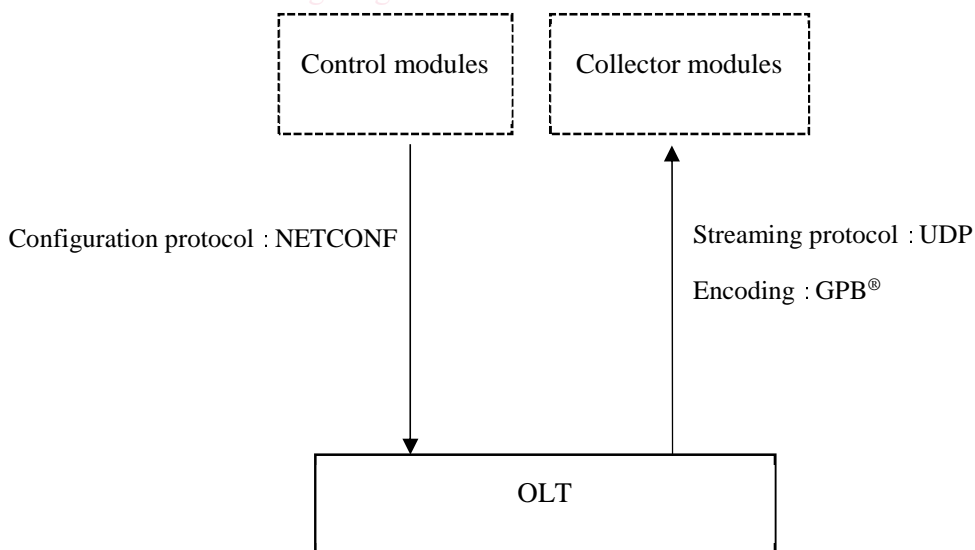 Control modules
Collector modules
Configuration protocol : NETCONF
Streaming protocol : UDP
Encoding : GPB®
OLT